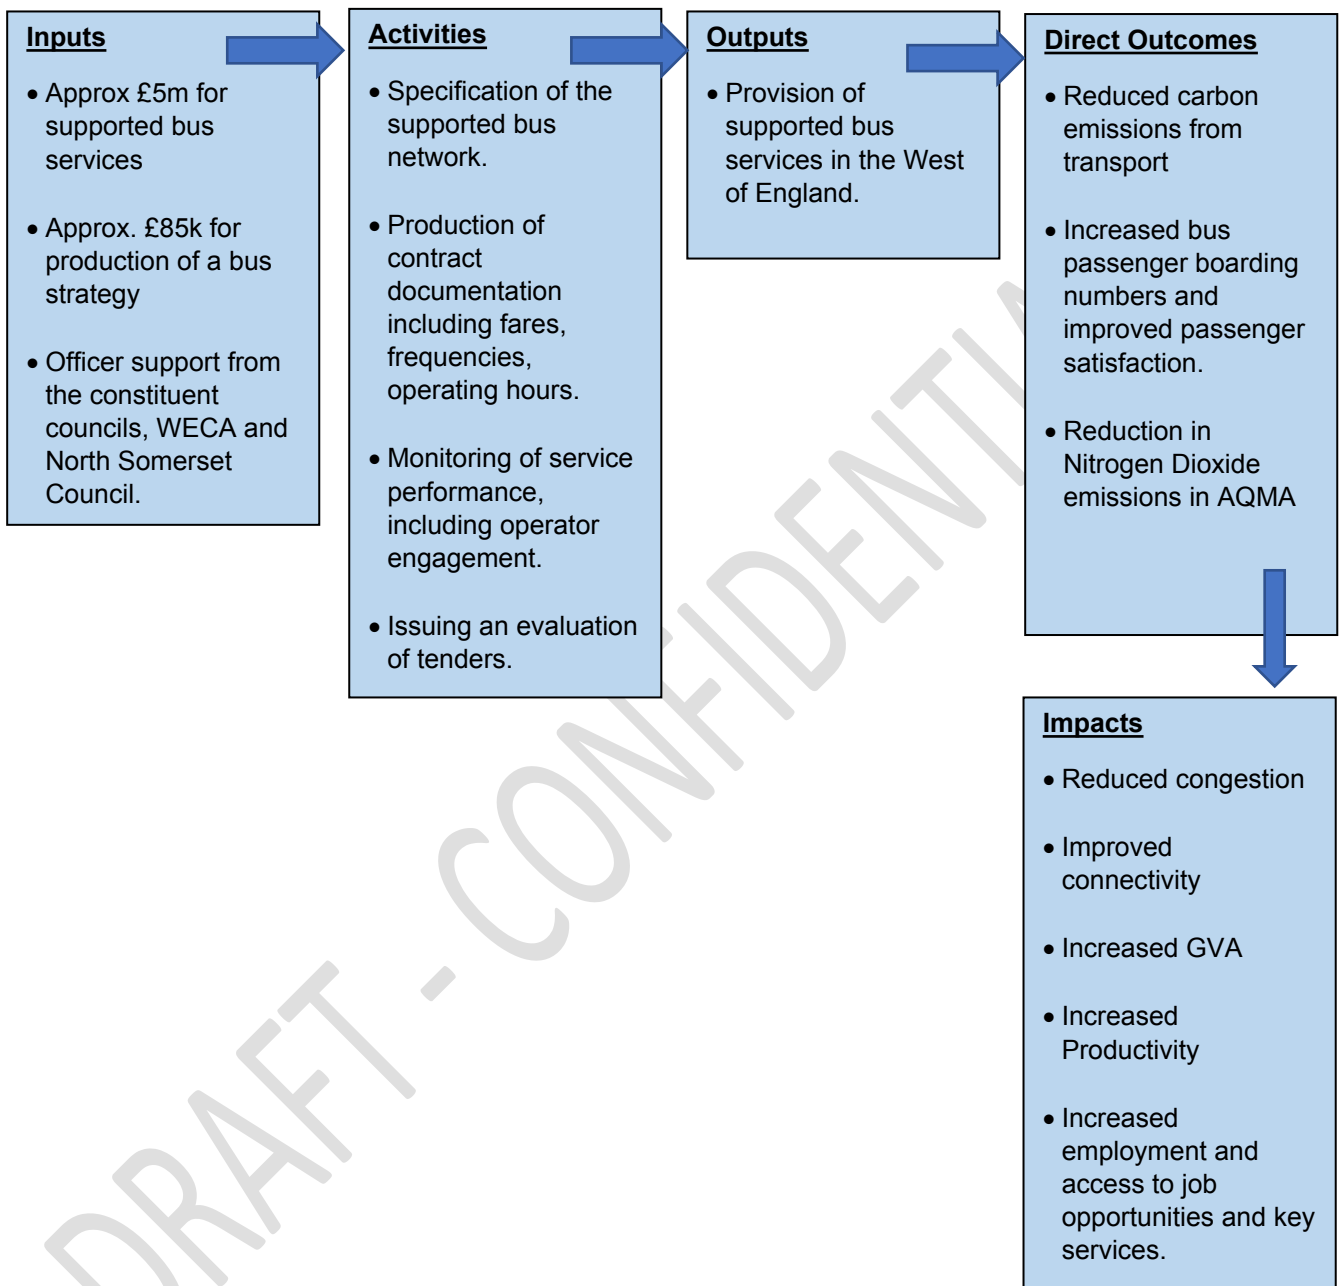 Inputs
• Approx £5m for
supported bus
services
• Approx. £85k for
production of a bus
strategy
• Officer support from
the constituent
councils, WECA and
North Somerset
Council.
Activities
• Specification of the
supported bus
network.
• Production of
contract
documentation
including fares,
frequencies,
operating hours.
• Monitoring of service
performance,
including operator
engagement.
• Issuing an evaluation
of tenders.
Outputs
• Provision of
supported bus
services in the West
of England.
Direct Outcomes
• Reduced carbon
emissions from
transport
• Increased bus
passenger boarding
numbers and
improved passenger
satisfaction.
• Reduction in
Nitrogen Dioxide
emissions in AQMA
Impacts
• Reduced congestion
• Improved
connectivity
• Increased GVA
• Increased
Productivity
• Increased
employment and
access to job
opportunities and key
services.
DRAFT - CONFIDENTIA